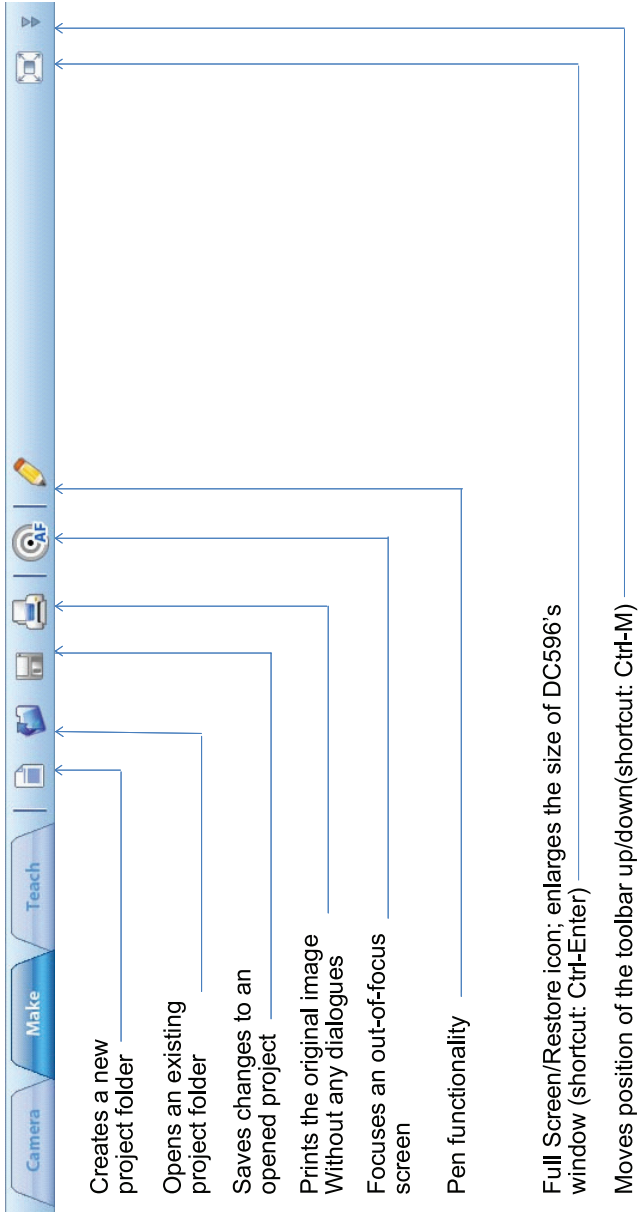 Camera
Make
Teach
AF
Creates a new
project folder
Opens an existing
project folder
Saves changes to an
opened project
Prints the original image
Without any dialogues
Focuses an out-of-focus
screen
Pen functionality
Full Screen/Restore icon; enlarges the size of DC596's
window (shortcut: Ctrl-Enter)
Moves position of the toolbar up/down(shortcut: Ctrl-M)